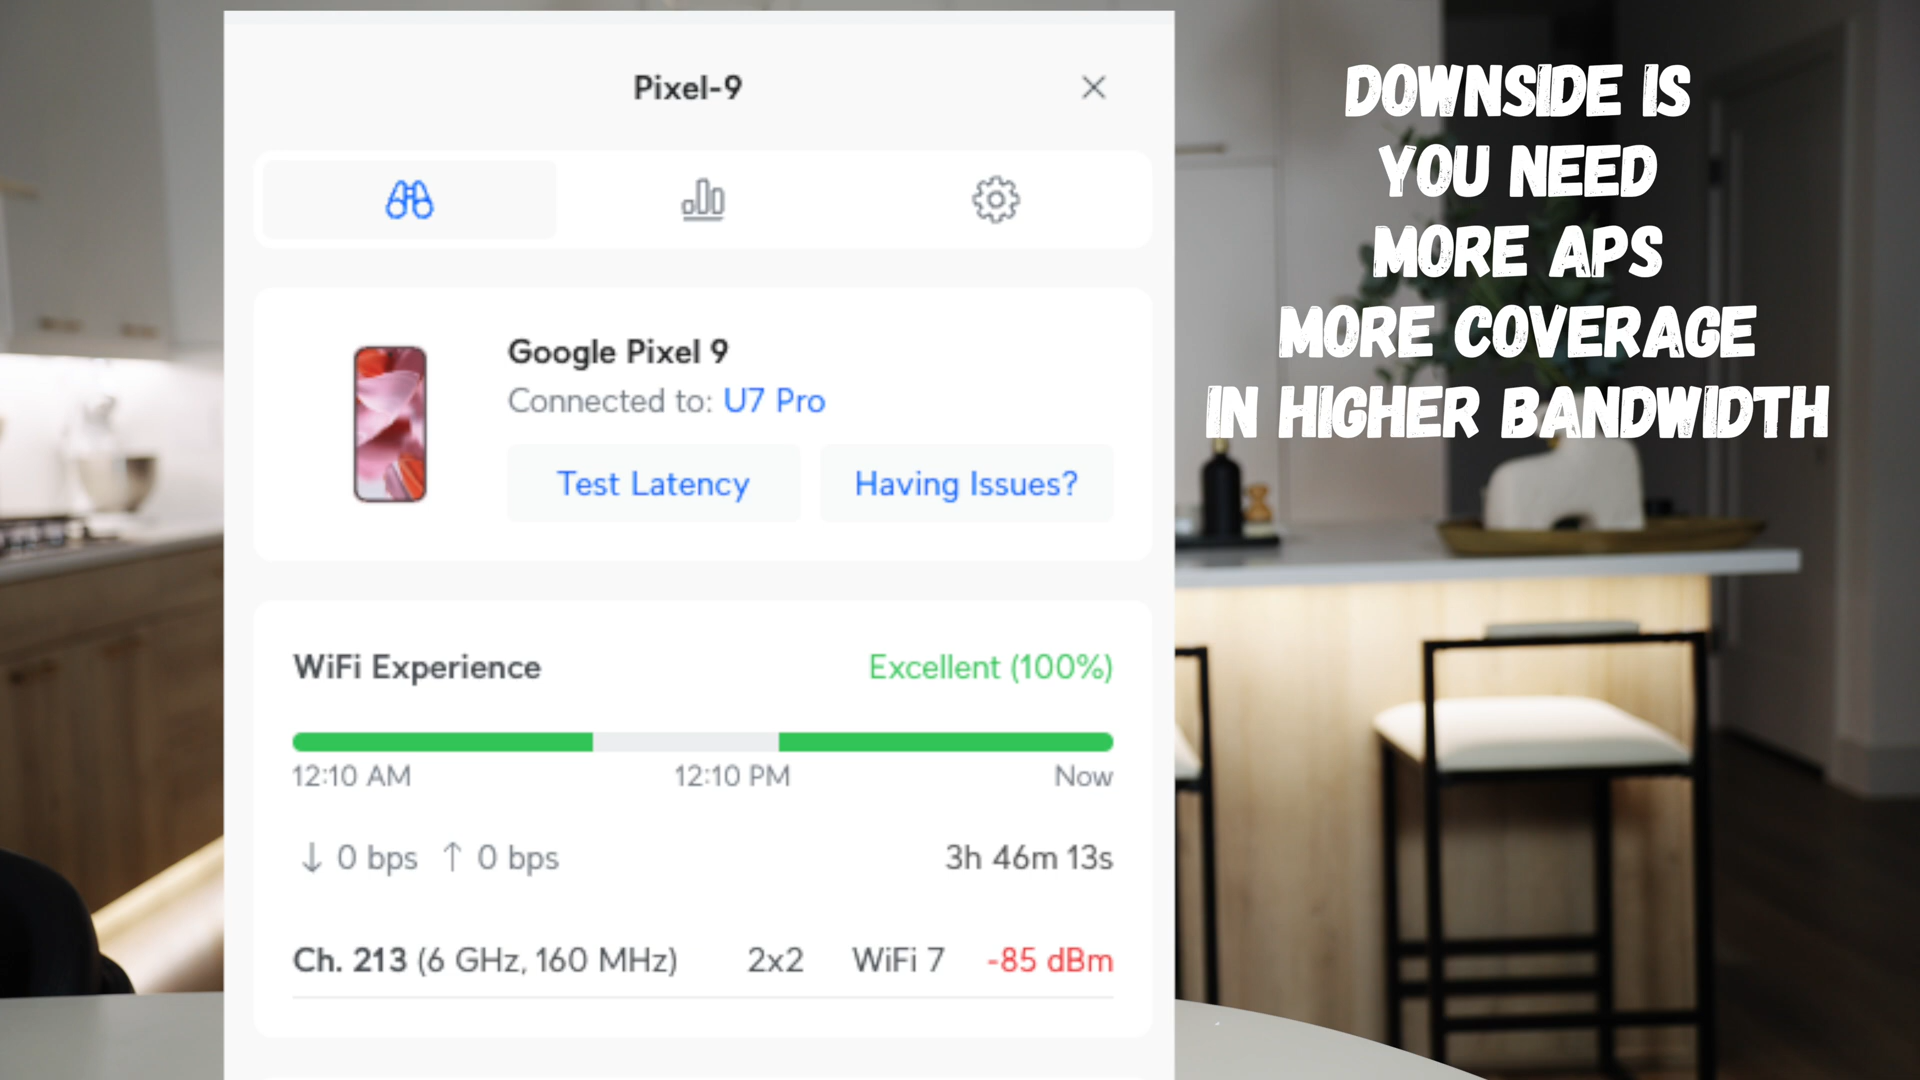 Pixel-9
Google Pixel 9
Connected to: U7 Pro
Test Latency
Having Issues?
WiFi Experience
Excellent (100%)
12:10 AM
12:10 PM
Now
↓ 0 bps ↑ 0 bps
3h 46m 13s
Ch. 213 (6 GHz, 160 MHz) 2x2 WiFi 7 -85 dBm
DOWNSIDE IS
YOU NEED
MORE APS
MORE COVERAGE
IN HIGHER BANDWIDTH